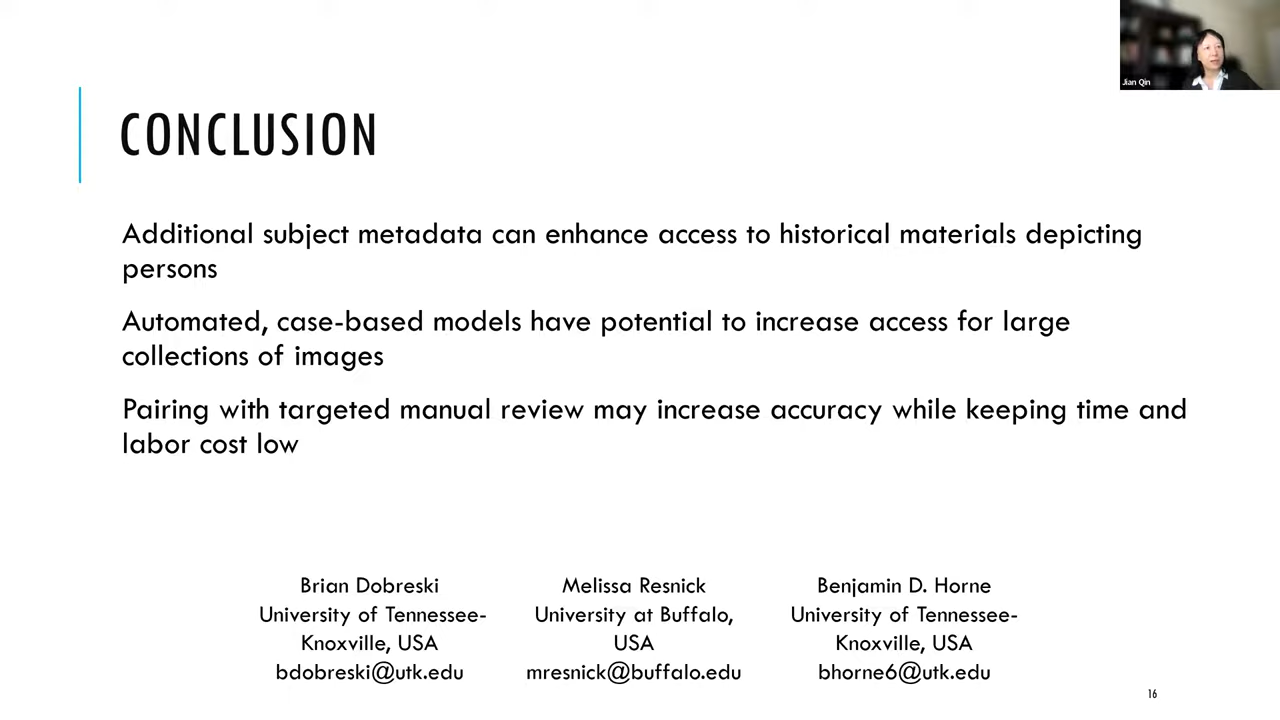 Jian Qin
CONCLUSION
Additional subject metadata can enhance access to historical materials depicting
persons
Automated, case-based models have potential to increase access for large
collections of images
Pairing with targeted manual review may increase accuracy while keeping time and
labor cost low
Brian Dobreski
University of Tennessee-
Knoxville, USA
bdobreski@utk.edu
Melissa Resnick
University at Buffalo,
USA
mresnick@buffalo.edu
Benjamin D. Horne
University of Tennessee-
Knoxville, USA
bhorne6@utk.edu
16